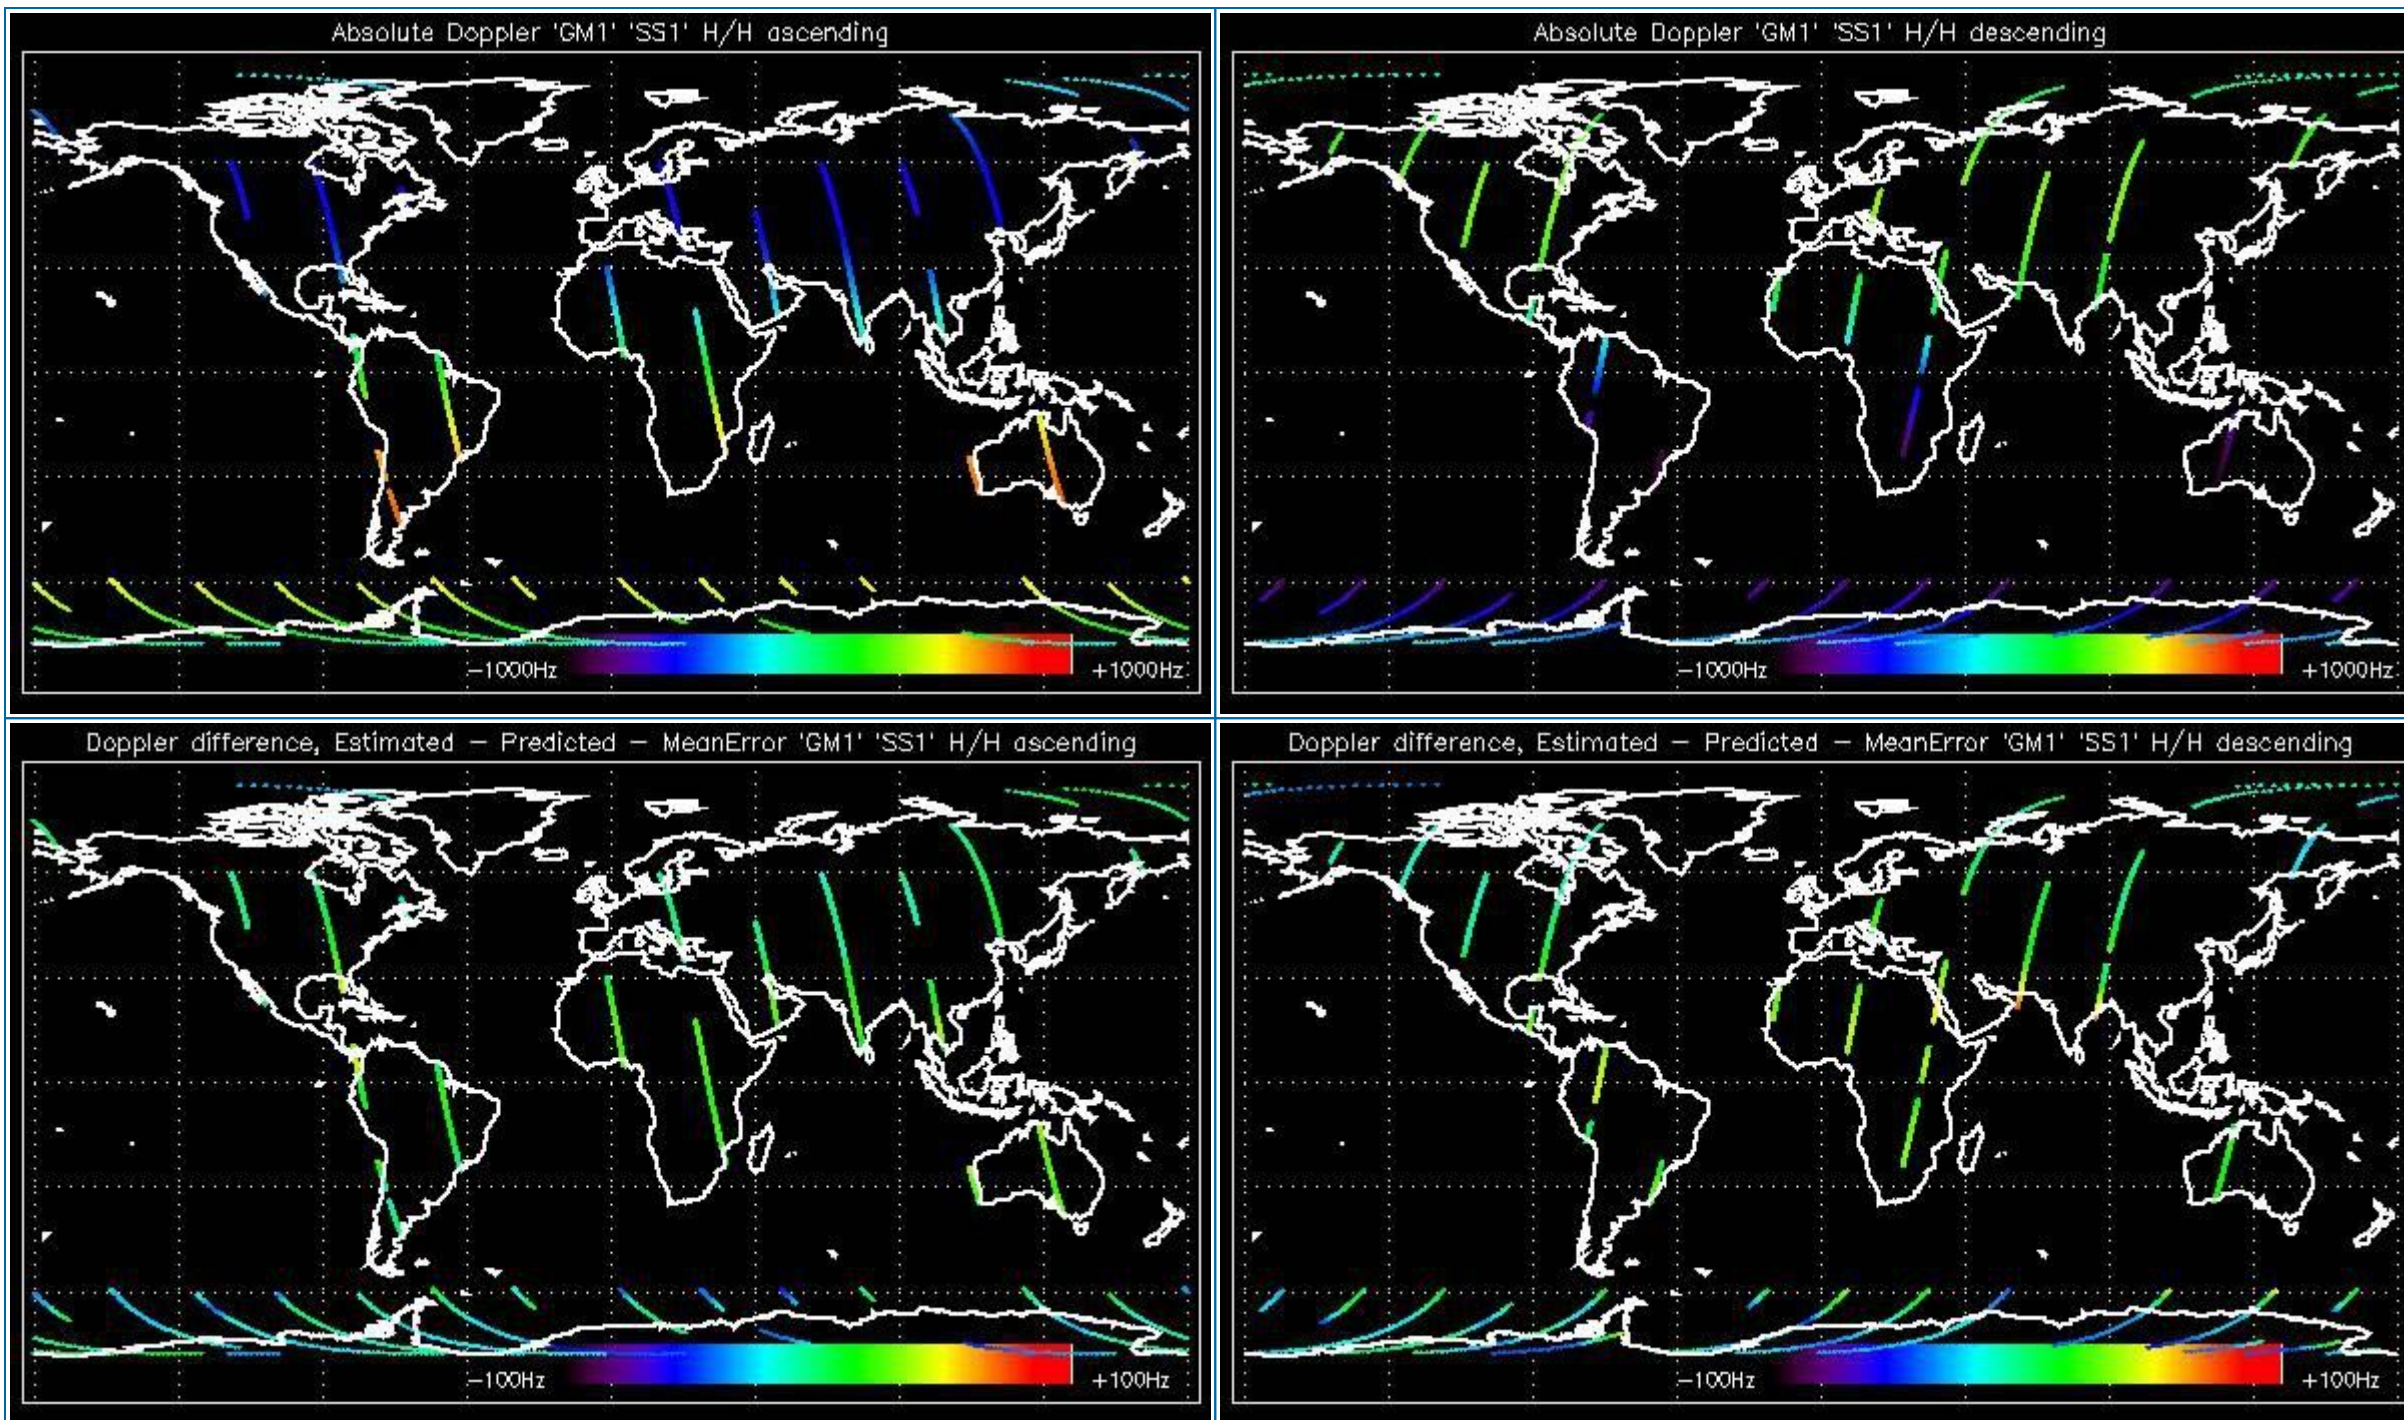 Absolute Doppler 'GM1' 'SS1' H/H ascending
-1000Hz
+1000Hz
Absolute Doppler 'GM1' 'SS1' H/H descending
-1000Hz
+1000Hz
Doppler difference, Estimated - Predicted - MeanError 'GM1' 'SS1' H/H ascending
-100Hz
+100Hz
Doppler difference, Estimated - Predicted - MeanError 'GM1' 'SS1' H/H descending
-100Hz
+100Hz